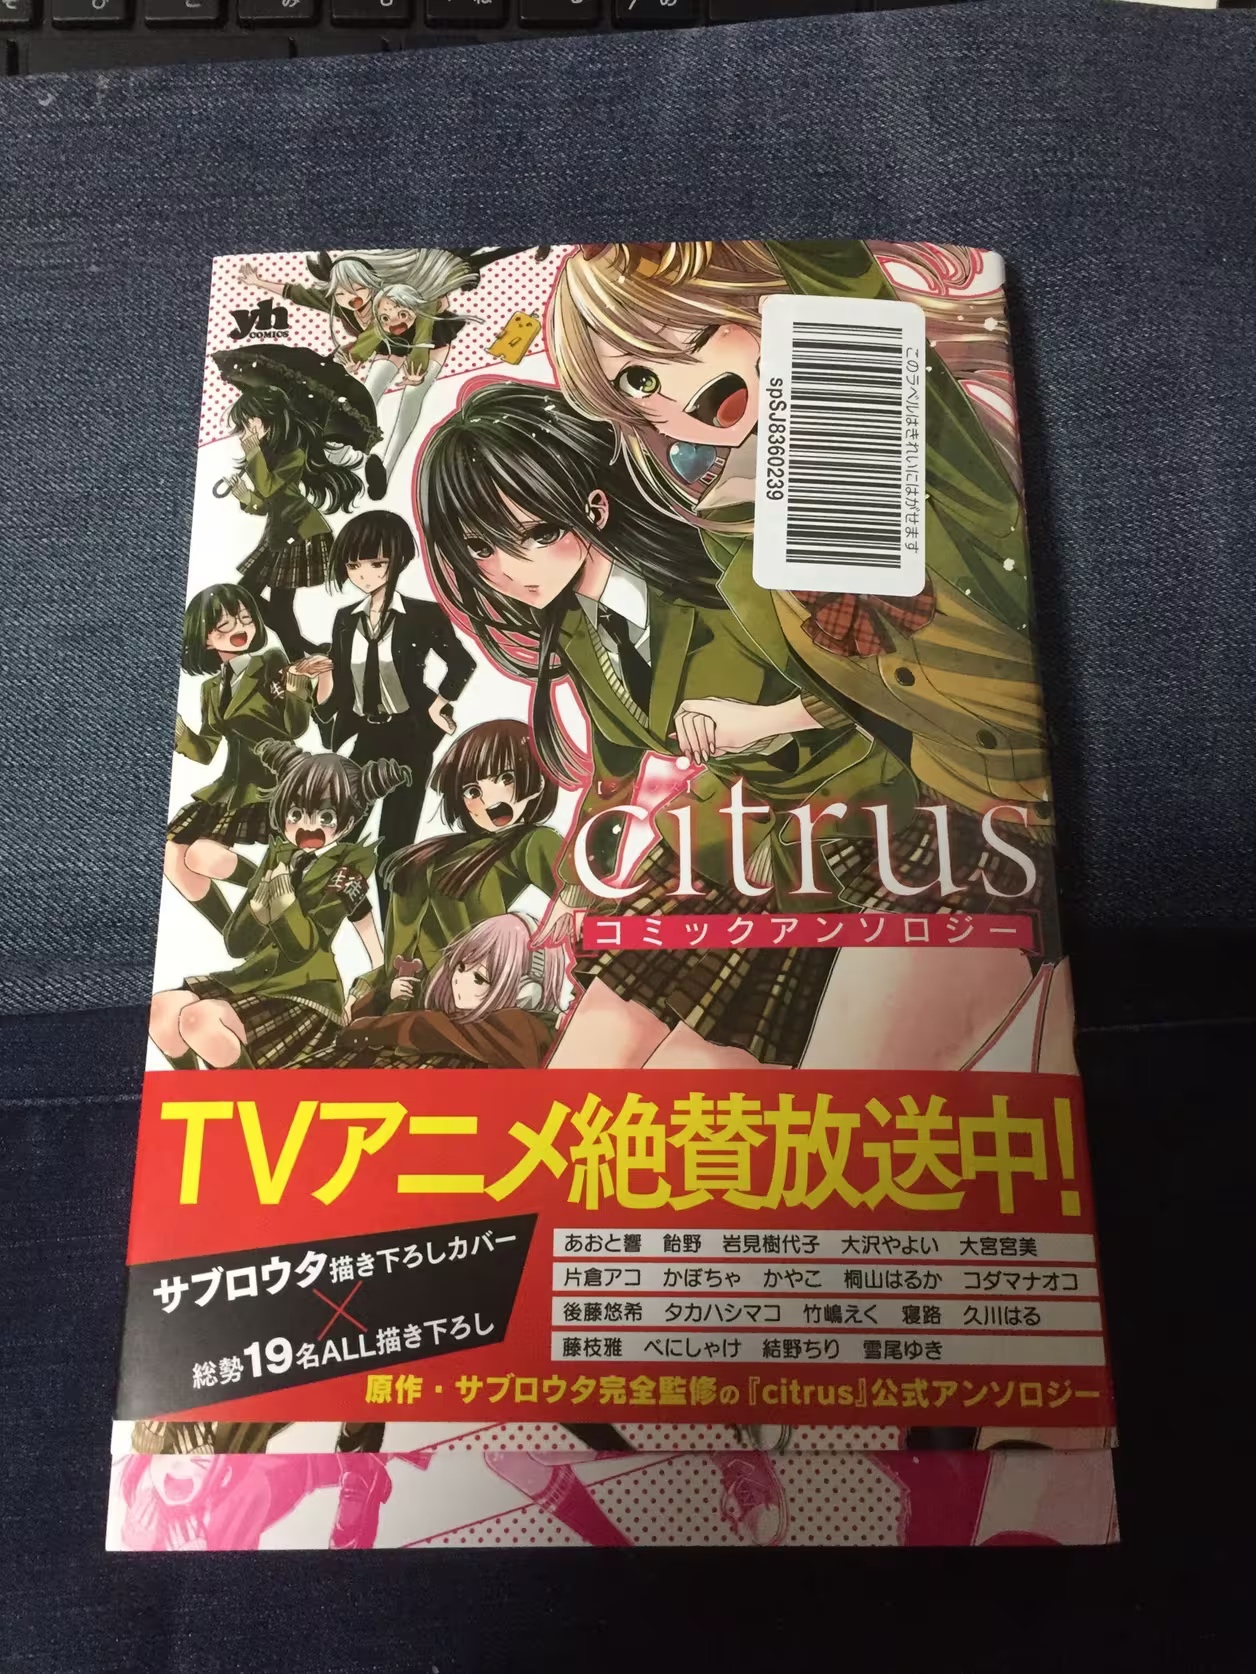 yh
COMICS
このラベルはきれいにはがせます
spSJ8360239
生徒
citrus
コミックアンソロジー
TVアニメ絶賛放送中!
サブロウタ描き下ろしカバー
×
総勢19名ALL描き下ろし
あおと響 飴野 岩見樹代子 大沢やよい 大宮宮美
片倉アコ かぼちゃ かやこ 桐山はるか コダマナオコ
後藤悠希 タカハシマコ 竹嶋えく 寝路 久川はる
藤枝雅 べにしゃけ 結野ちり 雪尾ゆき
原作・サブロウタ完全監修の『citrus』公式アンソロジー